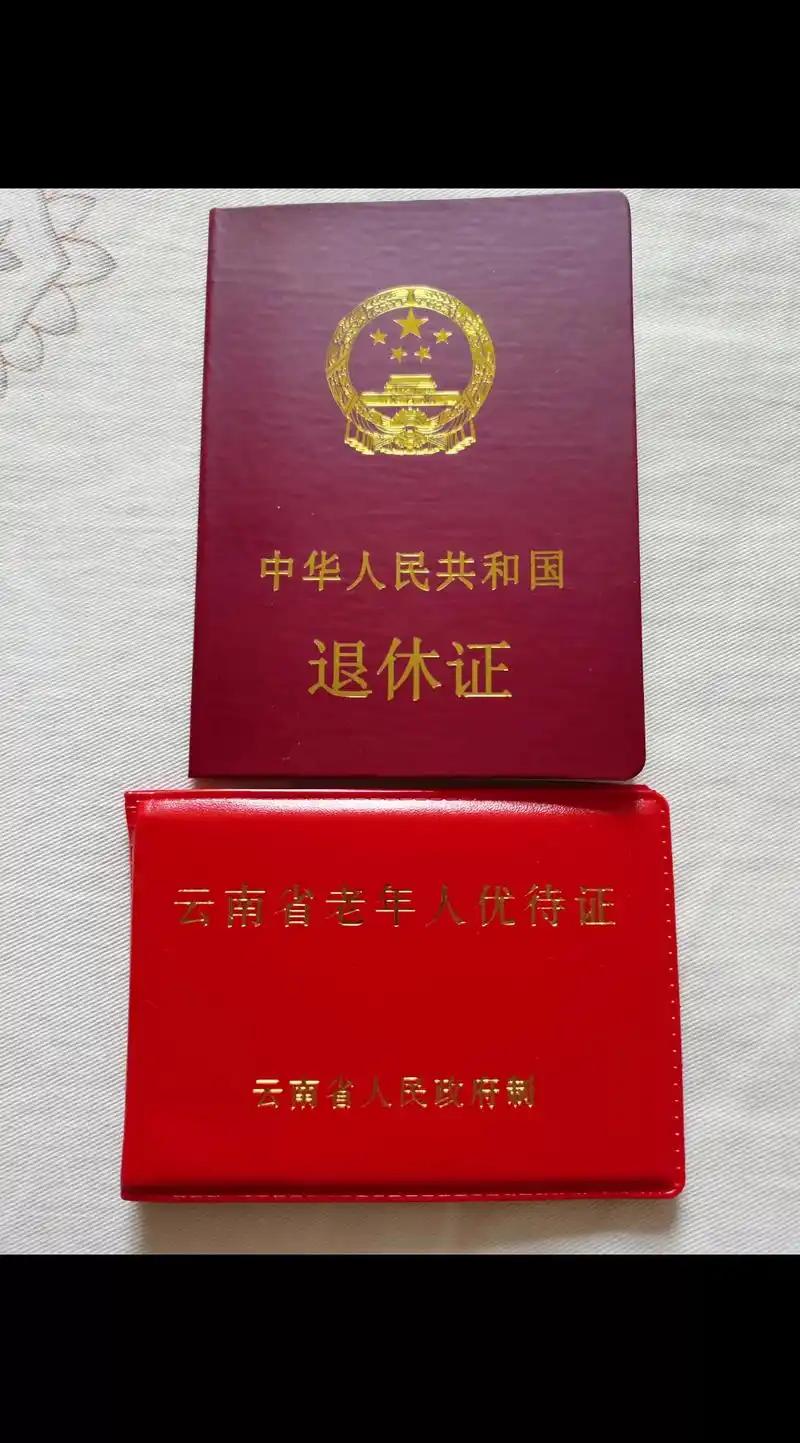 中华人民共和国
退休证
云南省老年人优待证
云南省人民政府制